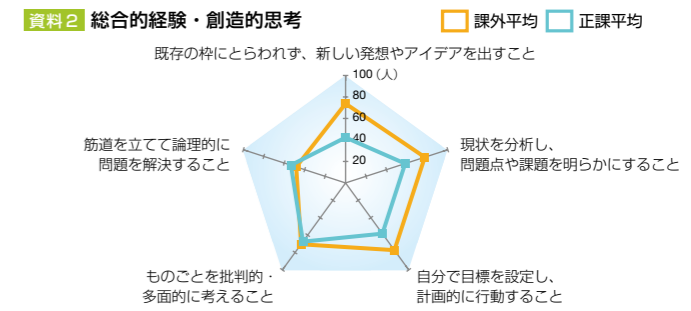 資料2 総合的経験・創造的思考
課外平均 正課平均
既存の枠にとらわれず、新しい発想やアイデアを出すこと
100（人）
80
60
40
20
筋道を立てて論理的に
問題を解決すること
現状を分析し、
問題点や課題を明らかにすること
ものごとを批判的・
多面的に考えること
自分で目標を設定し、
計画的に行動すること